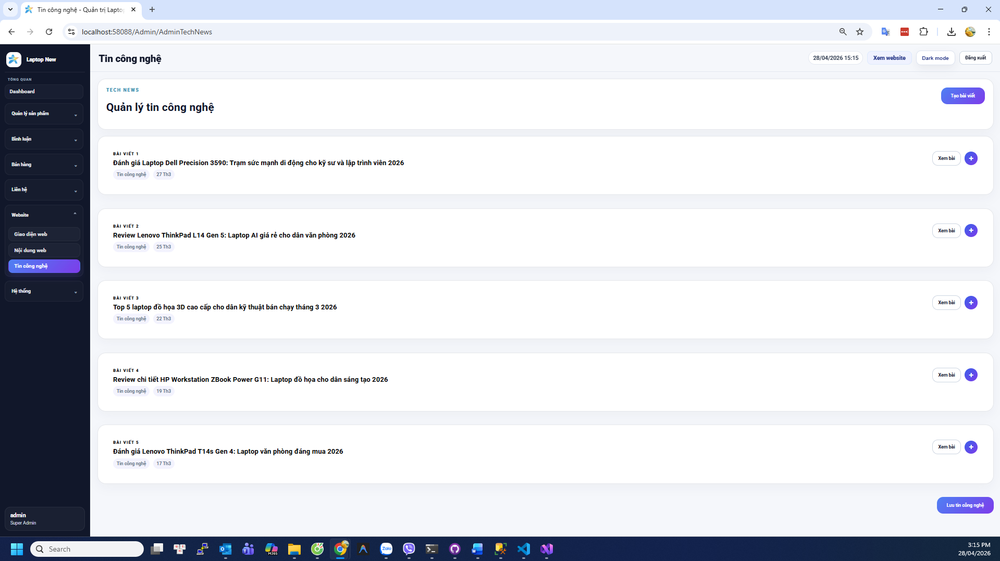 Tin công nghệ - Quản trị Lapto
localhost:58088/Admin/AdminTechNews
Laptop New
TỔNG QUAN
Dashboard
Quản lý sản phẩm
Bình luận
Bán hàng
Liên hệ
Website
Giao diện web
Nội dung web
Tin công nghệ
Hệ thống
admin
Super Admin
Tin công nghệ
28/04/2026 15:15
Xem website
Dark mode
Đăng xuất
TECH NEWS
Quản lý tin công nghệ
Tạo bài viết
BÀI VIẾT 1
Đánh giá Laptop Dell Precision 3590: Trạm sức mạnh di động cho kỹ sư và lập trình viên 2026
Tin công nghệ 27 Th3
Xem bài +
BÀI VIẾT 2
Review Lenovo ThinkPad L14 Gen 5: Laptop AI giá rẻ cho dân văn phòng 2026
Tin công nghệ 25 Th3
Xem bài +
BÀI VIẾT 3
Top 5 laptop đồ họa 3D cao cấp cho dân kỹ thuật bán chạy tháng 3 2026
Tin công nghệ 22 Th3
Xem bài +
BÀI VIẾT 4
Review chi tiết HP Workstation ZBook Power G11: Laptop đồ họa cho dân sáng tạo 2026
Tin công nghệ 19 Th3
Xem bài +
BÀI VIẾT 5
Đánh giá Lenovo ThinkPad T14s Gen 4: Laptop văn phòng đáng mua 2026
Tin công nghệ 17 Th3
Xem bài +
Lưu tin công nghệ
Search
M365
Zalo
3:15 PM
28/04/2026